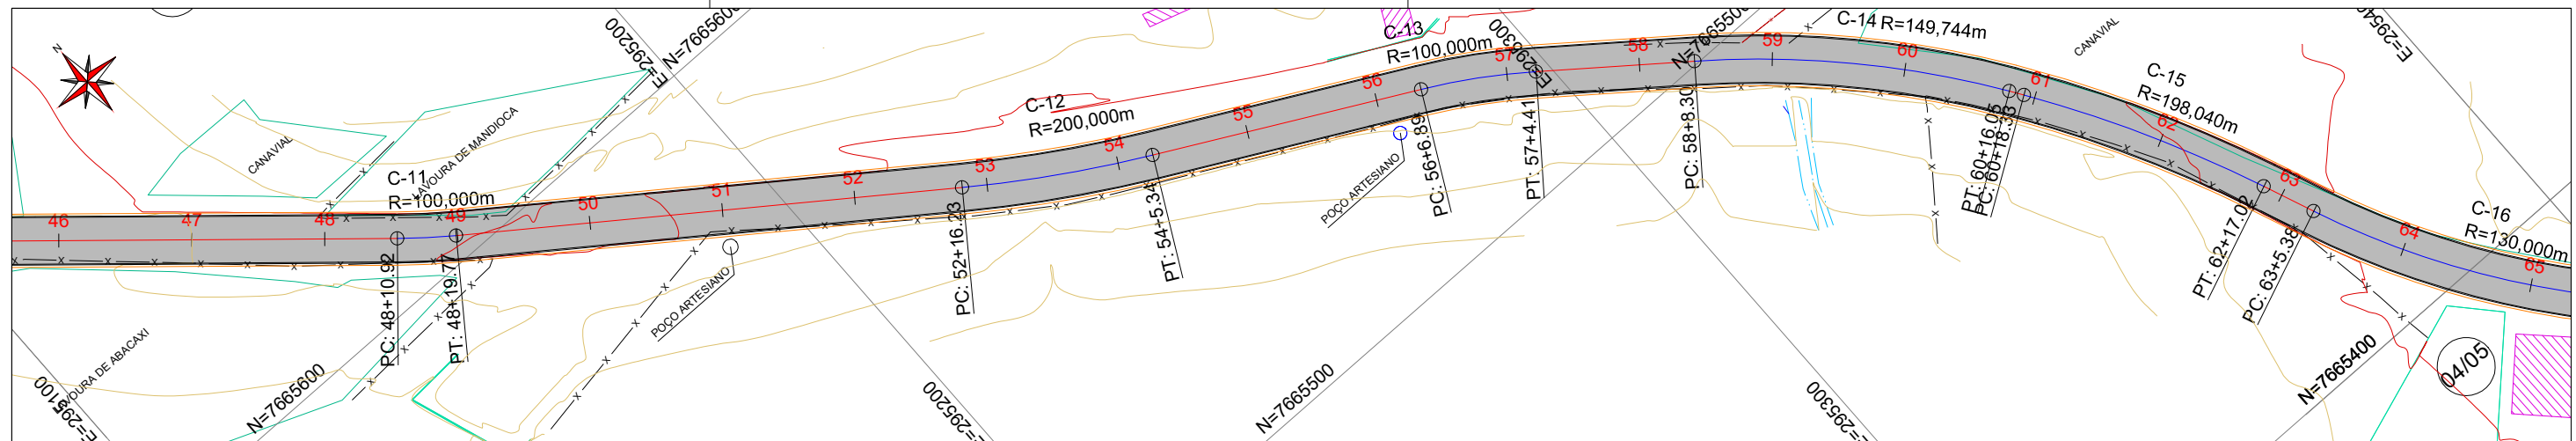 N
E=295200
N=7665600
C-13
R=100,000m
E=295300
N=7665500
C-14 R=149,744m
CANAVIAL
C-15
R=198,040m
C-12
R=200,000m
CANAVIAL
LAVOURA DE MANDIOCA
C-11
R=100,000m
C-16
R=130,000m
46
47
48
49
50
51
52
53
54
55
56
57
58
59
60
61
62
63
64
65
PC: 48+10.92
PT: 48+19.77
POÇO ARTESIANO
PC: 52+16.23
PT: 54+5.34
POÇO ARTESIANO
PC: 56+6.89
PT: 57+4.41
PC: 58+8.30
PT: 60+16.05
PC: 60+18.33
PT: 62+17.02
PC: 63+5.38
LAVOURA DE ABACAXI
E=295100
N=7665600
E=295200
N=7665500
E=295300
N=7665400
04/05